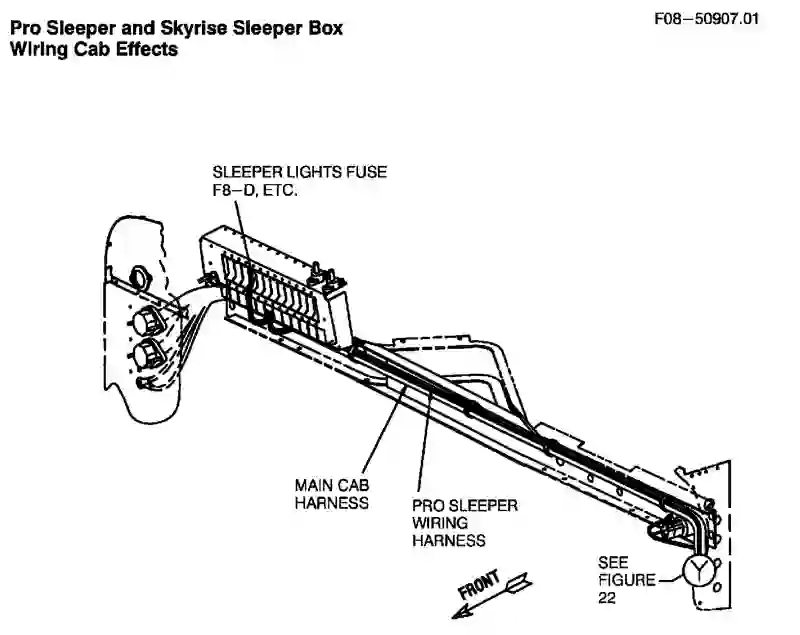 Pro Sleeper and Skyrise Sleeper Box
Wiring Cab Effects
F08-50907.01
SLEEPER LIGHTS FUSE
F8-D, ETC.
MAIN CAB
HARNESS
PRO SLEEPER
WIRING
HARNESS
SEE
FIGURE
22
Y
FRONT